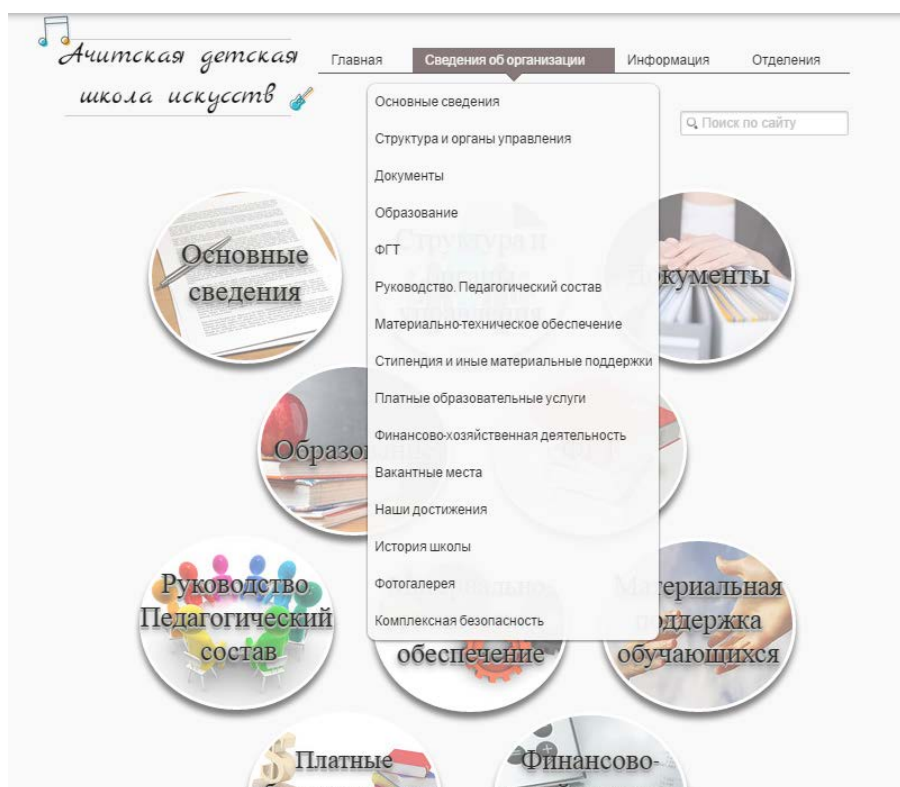 Ачитская детская
школа искусств
Главная
Сведения об организации
Информация
Отделения
Поиск по сайту
Основные сведения
Структура и органы управления
Документы
Образование
ФГТ
Руководство. Педагогический состав
Материально-техническое обеспечение
Стипендия и иные материальные поддержки
Платные образовательные услуги
Финансово-хозяйственная деятельность
Вакантные места
Наши достижения
История школы
Фотогалерея
Комплексная безопасность
Основные
сведения
Структура и
органы
управления
Документы
Руководство
Педагогический
состав
обеспечение
Материальная
поддержка
обучающихся
Платные
Финансово-